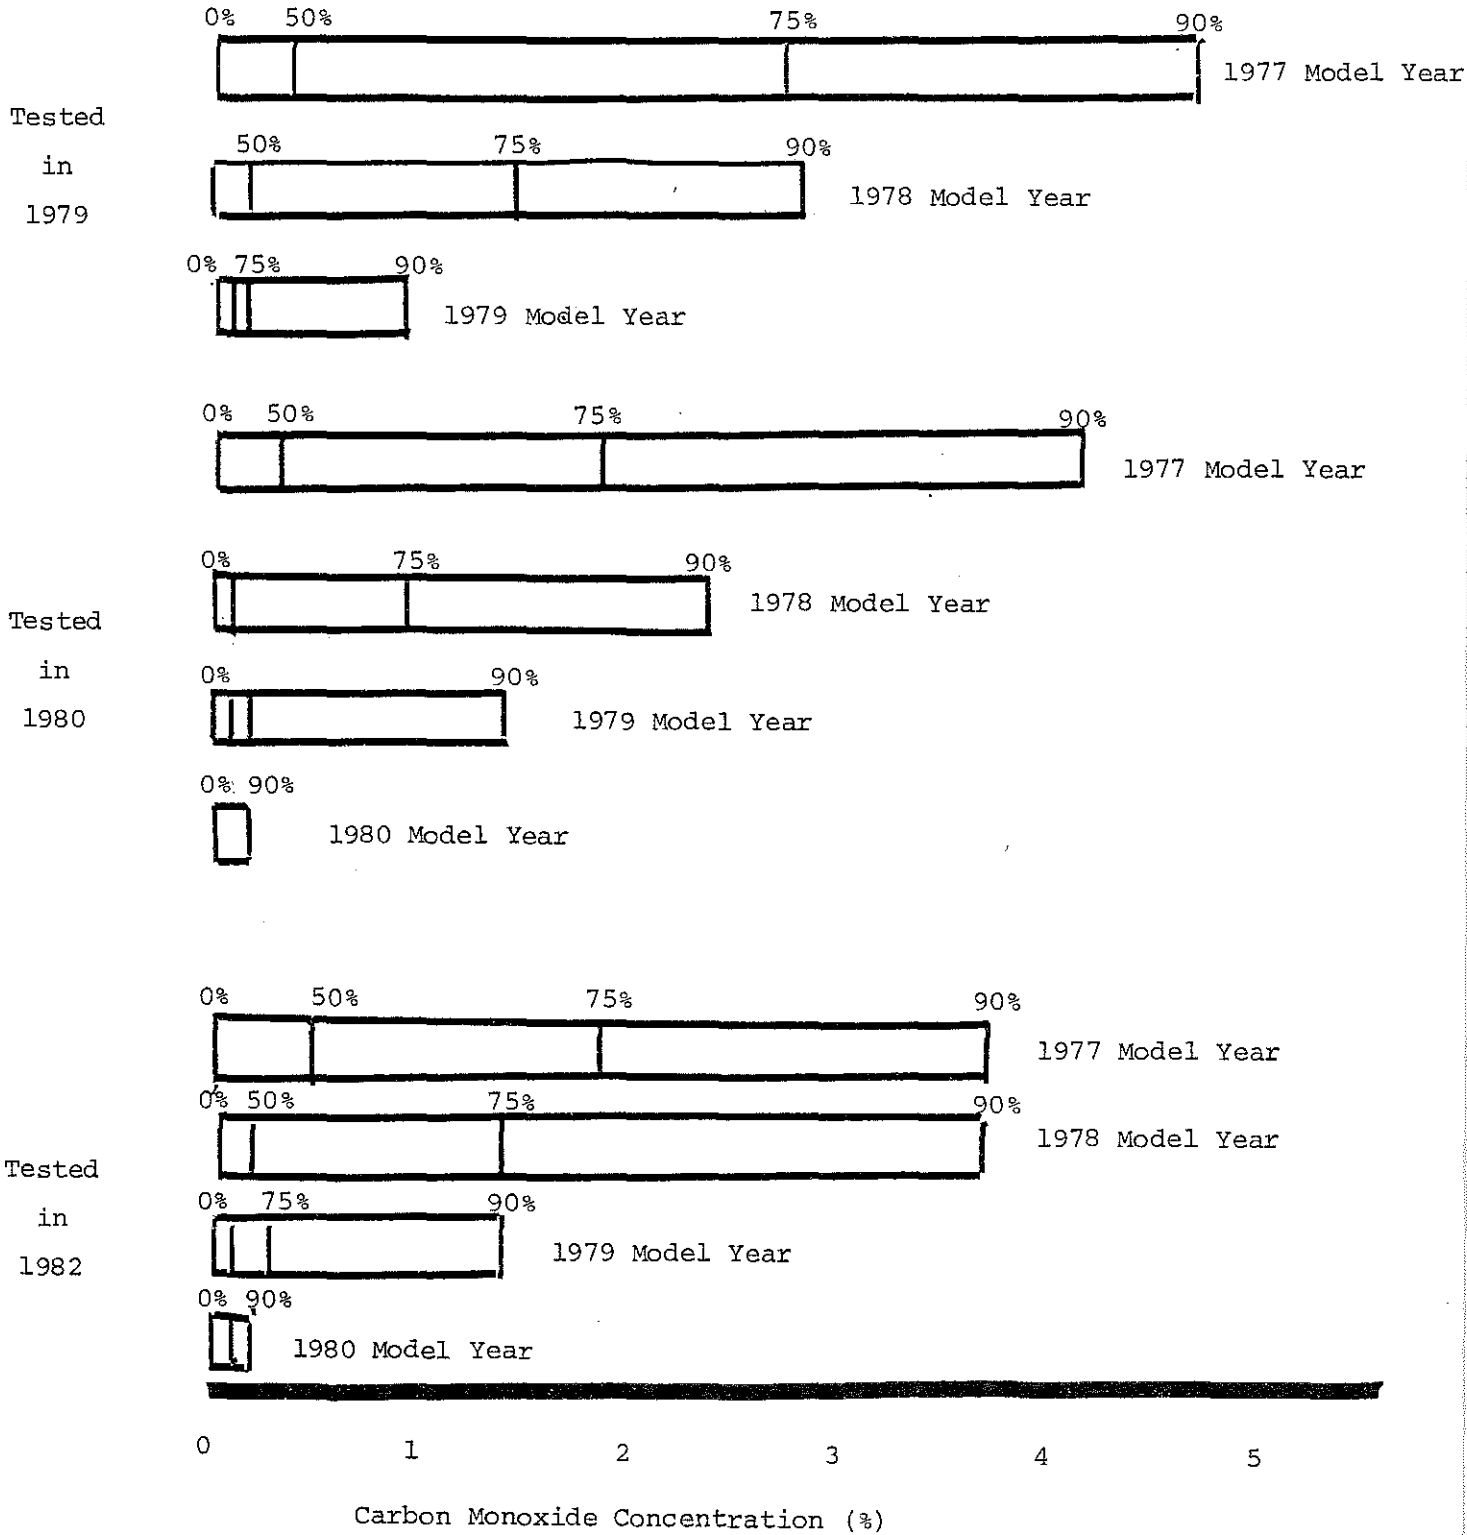 0% 50% 75% 90%
1977 Model Year
Tested
in
1979
50% 75% 90%
1978 Model Year
0% 75% 90%
1979 Model Year
0% 50% 75% 90%
1977 Model Year
Tested
in
1980
0% 75% 90%
1978 Model Year
0% 90%
1979 Model Year
0% 90%
1980 Model Year
0% 50% 75% 90%
1977 Model Year
Tested
in
1982
0% 50% 75% 90%
1978 Model Year
0% 75% 90%
1979 Model Year
0% 90%
1980 Model Year
0 1 2 3 4 5
Carbon Monoxide Concentration (%)